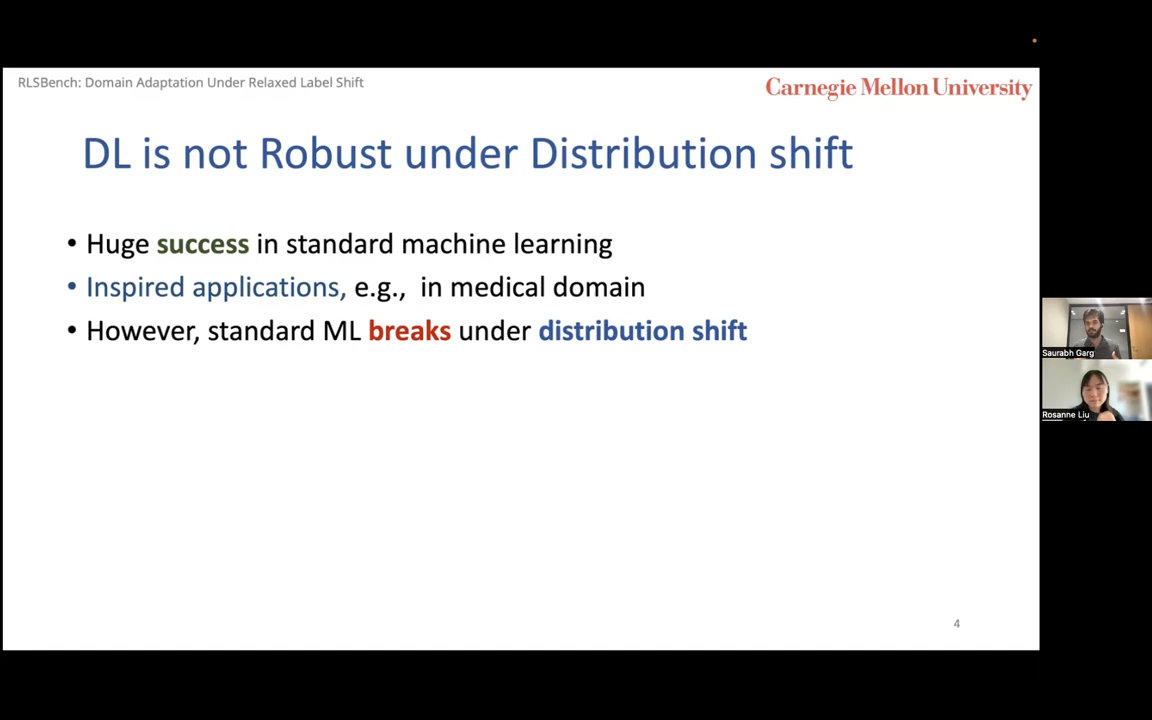 RLSBench: Domain Adaptation Under Relaxed Label Shift
Carnegie Mellon University
DL is not Robust under Distribution shift
• Huge success in standard machine learning
• Inspired applications, e.g., in medical domain
• However, standard ML breaks under distribution shift
Saurabh Garg
Rosanne Liu
4